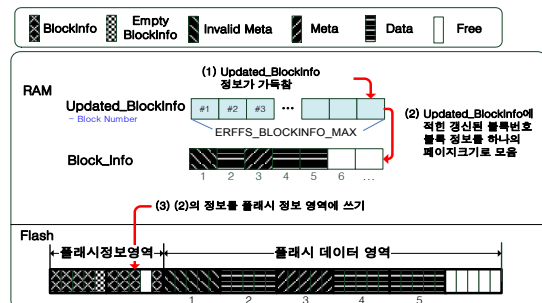 BlockInfo
Empty
BlockInfo
Invalid Meta
Meta
Data
Free
RAM
(1) Updated_BlockInfo
정보가 가득참
Updated_BlockInfo
- Block Number
#1 #2 #3 ...
ERFFS_BLOCKINFO_MAX
(2) Updated_BlockInfo에
적힌 갱신된 블록번호
블록 정보를 하나의
페이지크기로 모음
Block_Info
1 2 3 4 5 6 ...
(3) (2)의 정보를 플래시 정보 영역에 쓰기
Flash
플래시정보영역
플래시 데이터 영역
1 2 3 4 5